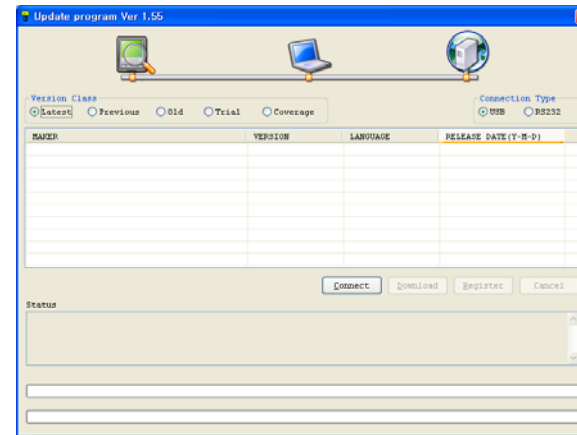 Update program Ver 1.55
Version Class
Latest Previous Old Trial Coverage
Connection Type
USB RS232
MAKER VERSION LANGUAGE RELEASE DATE(Y-M-D)
Connect Download Register Cancel
Status